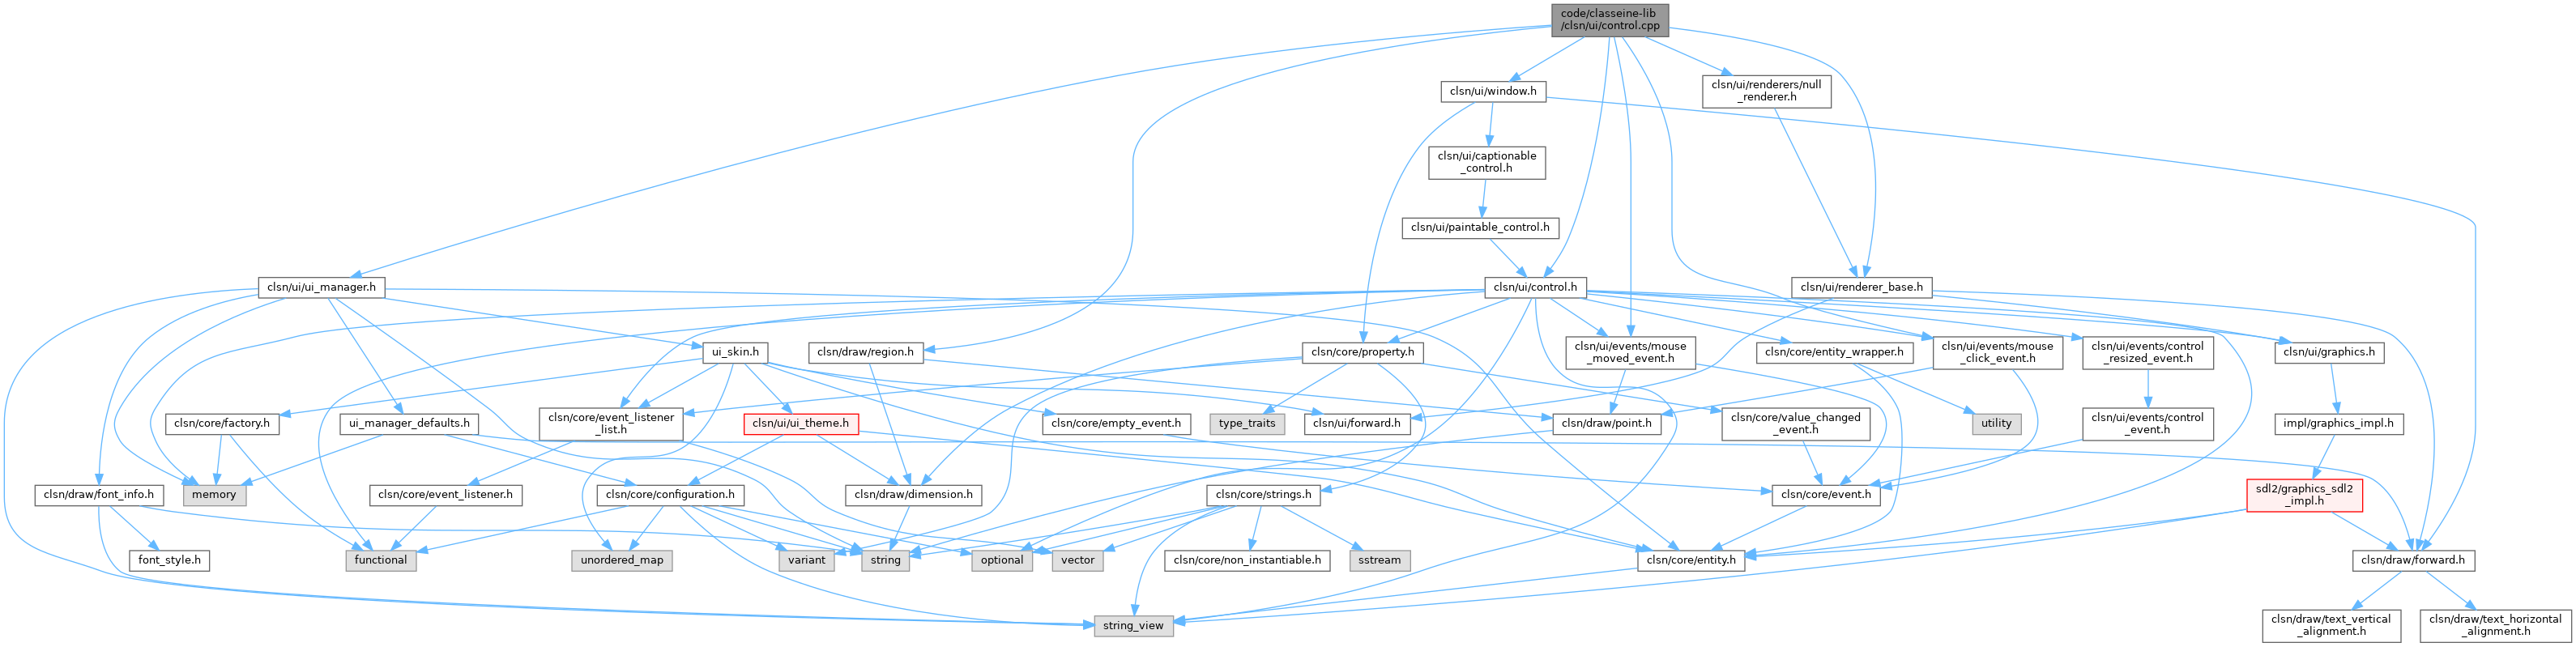 code/classeine-lib
/clsn/ui/control.cpp
clsn/ui/window.h
clsn/ui/renderers/null
_renderer.h
clsn/ui/captionable
_control.h
clsn/ui/paintable_control.h
clsn/ui/ui_manager.h
clsn/ui/control.h
clsn/ui/renderer_base.h
ui_skin.h
clsn/draw/region.h
clsn/core/property.h
clsn/ui/events/mouse
_moved_event.h
clsn/core/entity_wrapper.h
clsn/ui/events/mouse
_click_event.h
clsn/ui/events/control
_resized_event.h
clsn/ui/graphics.h
clsn/core/factory.h
ui_manager_defaults.h
clsn/core/event_listener
_list.h
clsn/ui/ui_theme.h
clsn/core/empty_event.h
type_traits
clsn/ui/forward.h
clsn/draw/point.h
clsn/core/value_changed
_event.h
utility
clsn/ui/events/control
_event.h
impl/graphics_impl.h
clsn/draw/font_info.h
memory
clsn/core/event_listener.h
clsn/core/configuration.h
clsn/draw/dimension.h
clsn/core/strings.h
clsn/core/event.h
sdl2/graphics_sdl2
_impl.h
font_style.h
functional
unordered_map
variant
string
optional
vector
clsn/core/non_instantiable.h
sstream
clsn/core/entity.h
clsn/draw/forward.h
string_view
clsn/draw/text_vertical
_alignment.h
clsn/draw/text_horizontal
_alignment.h